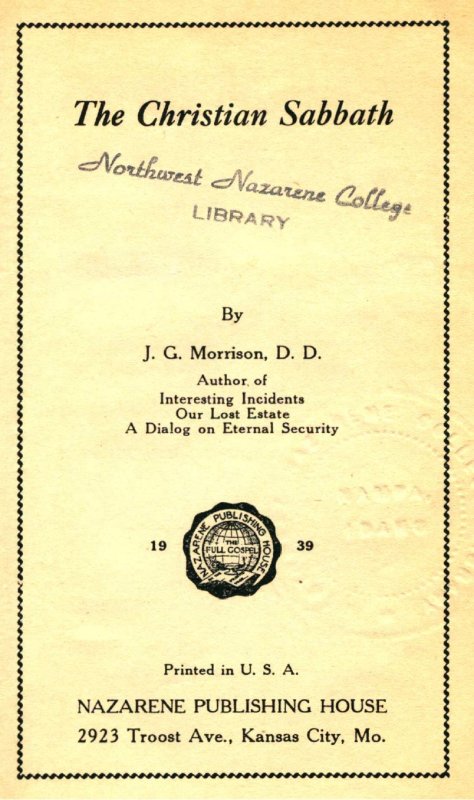 The Christian Sabbath
Northwest Nazarene College
LIBRARY
By
J. G. Morrison, D. D.
Author of
Interesting Incidents
Our Lost Estate
A Dialog on Eternal Security
NAZARENE PUBLISHING HOUSE
THE
FULL GOSPEL
19 39
Printed in U. S. A.
NAZARENE PUBLISHING HOUSE
2923 Troost Ave., Kansas City, Mo.